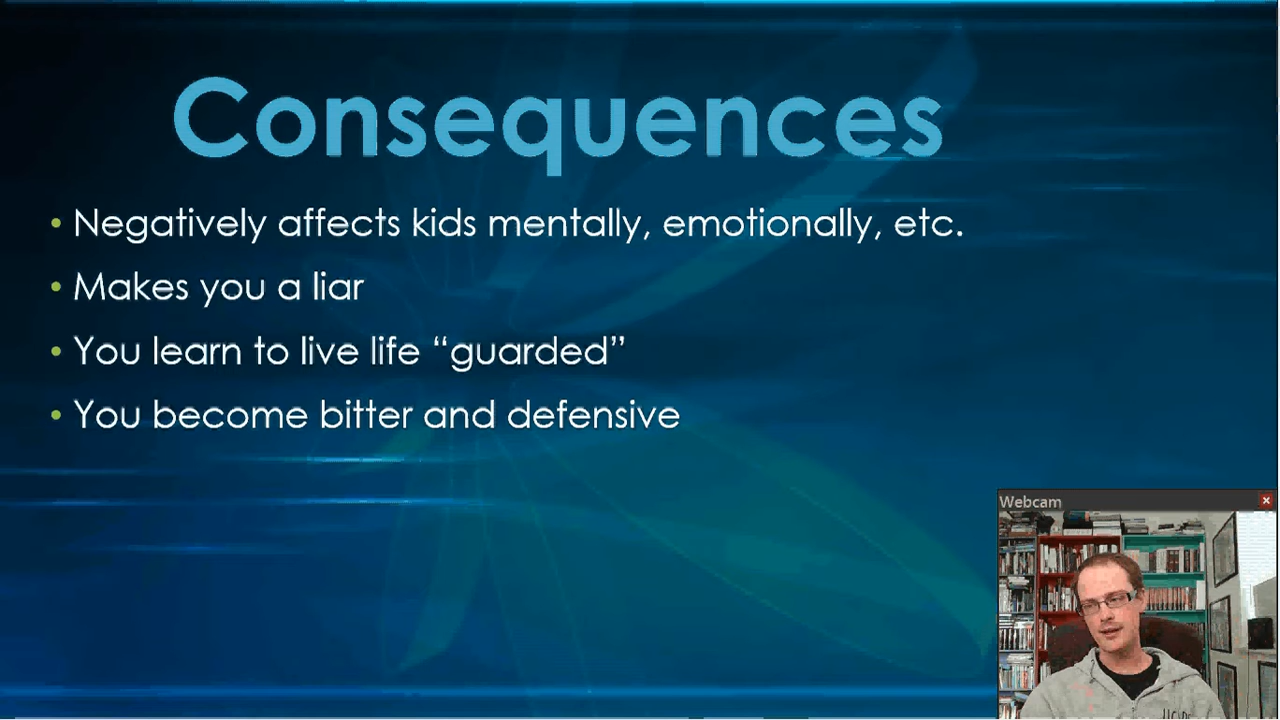 Consequences
• Negatively affects kids mentally, emotionally, etc.
• Makes you a liar
• You learn to live life “guarded”
• You become bitter and defensive
Webcam